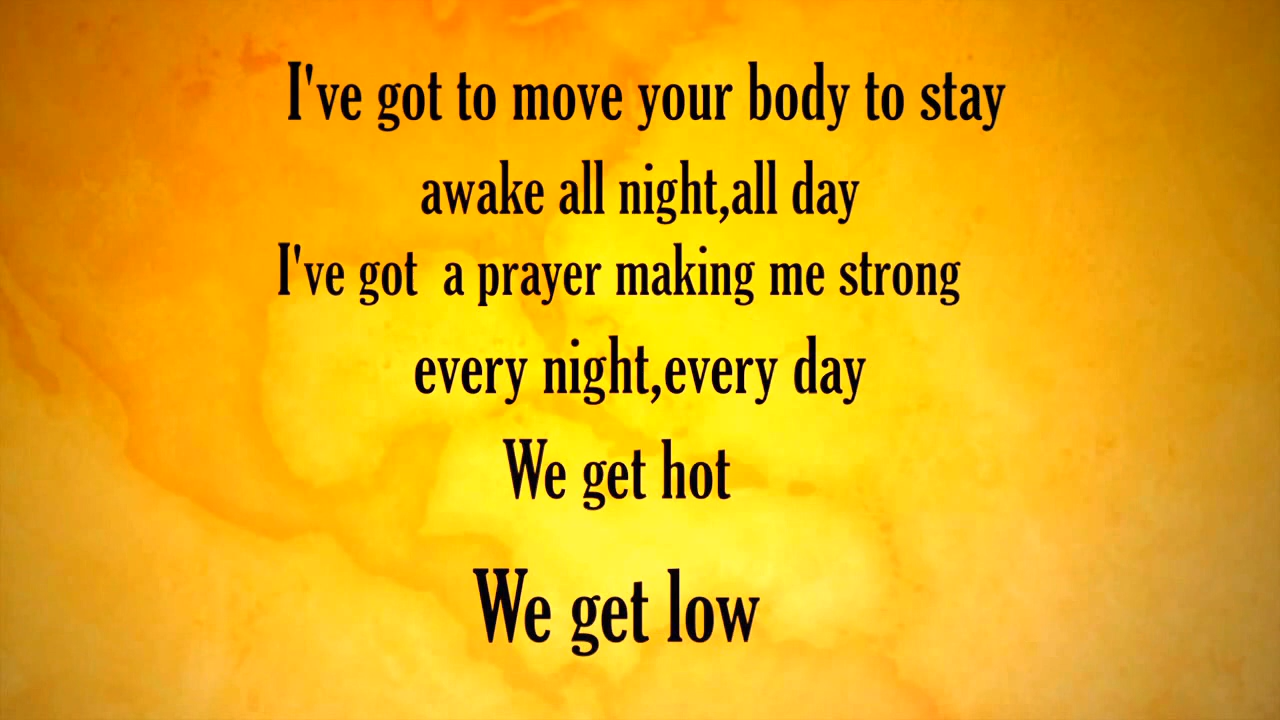 I've got to move your body to stay
awake all night,all day
I've got  a prayer making me strong
every night,every day
We get hot
We get low